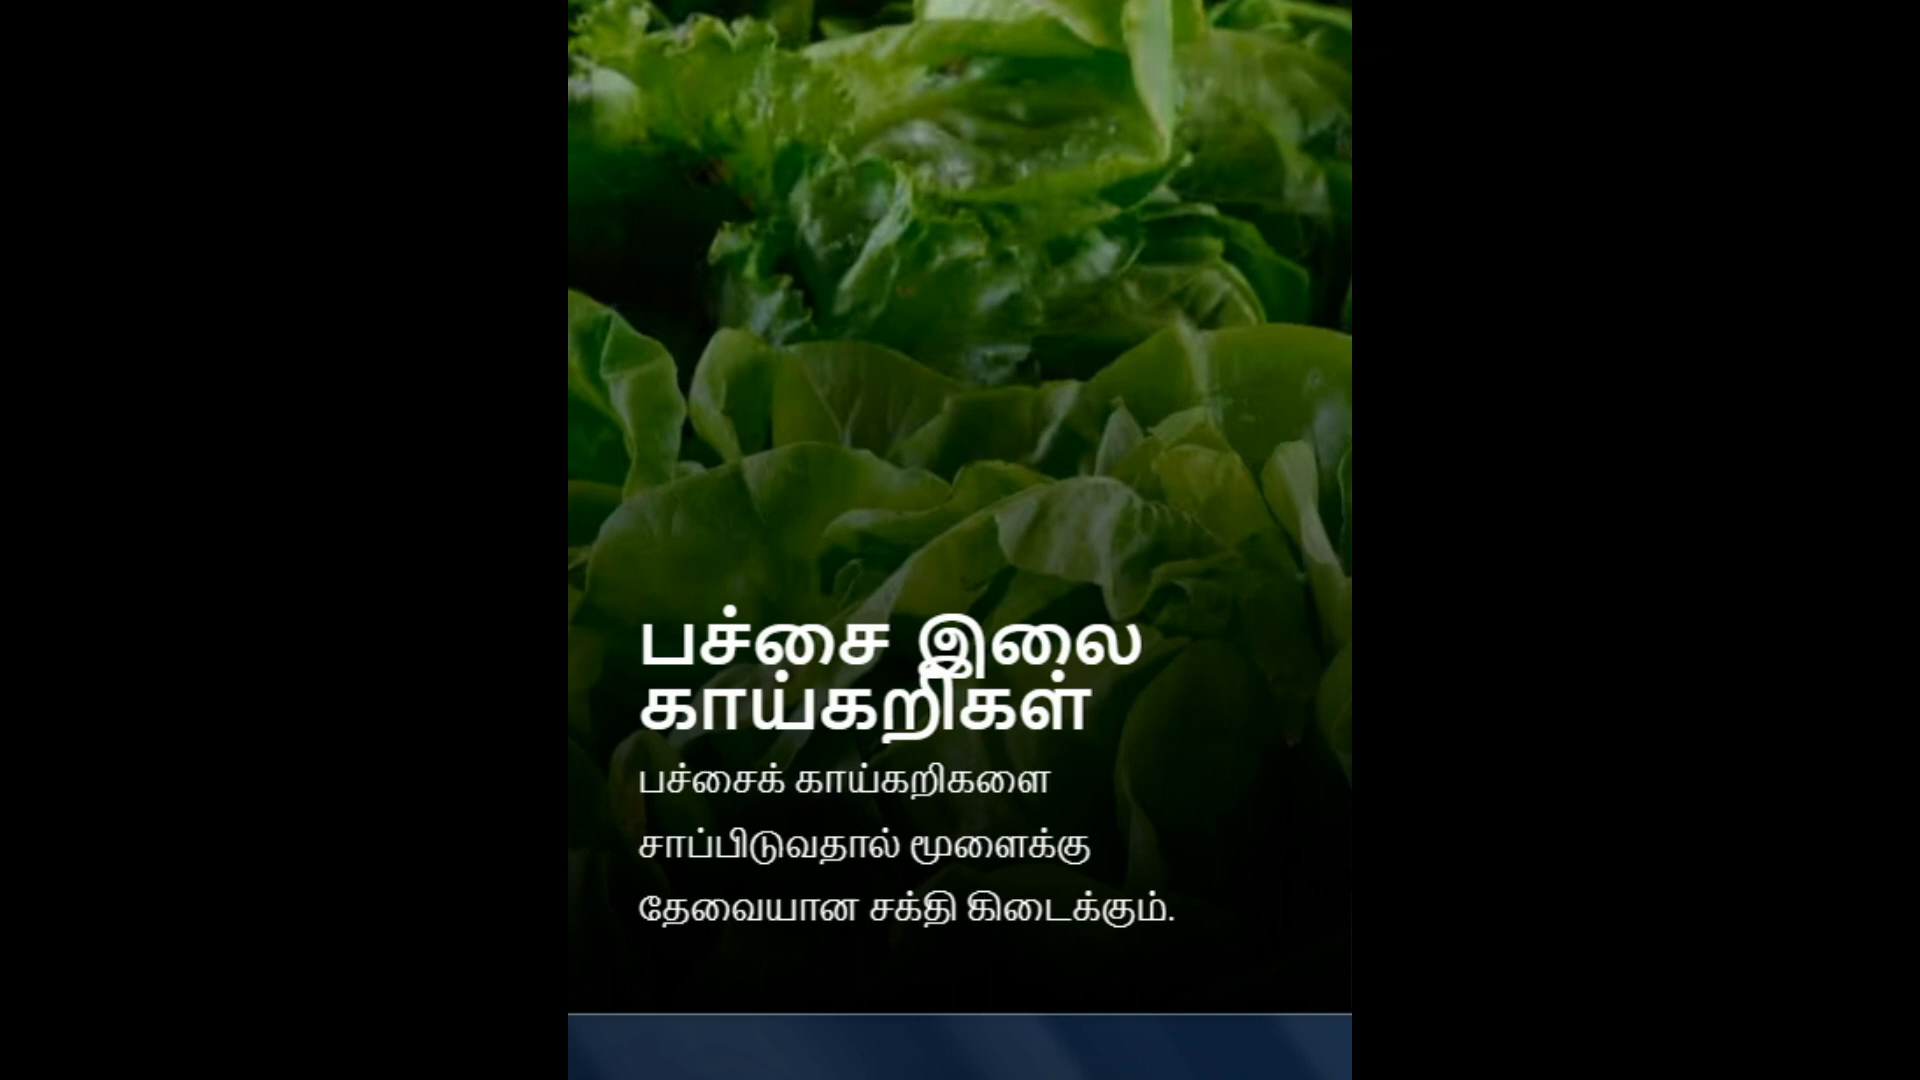 பச்சை இலை
காய்கறிகள்
பச்சைக் காய்கறிகளை
சாப்பிடுவதால் மூளைக்கு
தேவையான சக்தி கிடைக்கும்.